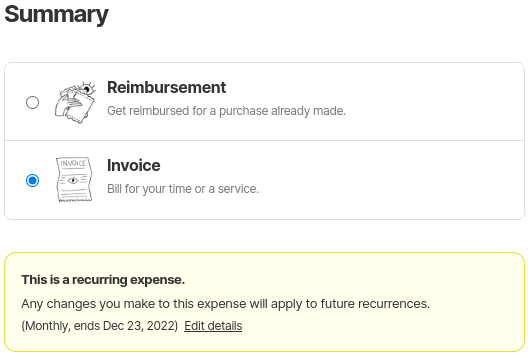 Summary
Reimbursement
Get reimbursed for a purchase already made.
INVOICE
Invoice
Bill for your time or a service.
This is a recurring expense.
Any changes you make to this expense will apply to future recurrences.
(Monthly, ends Dec 23, 2022) Edit details